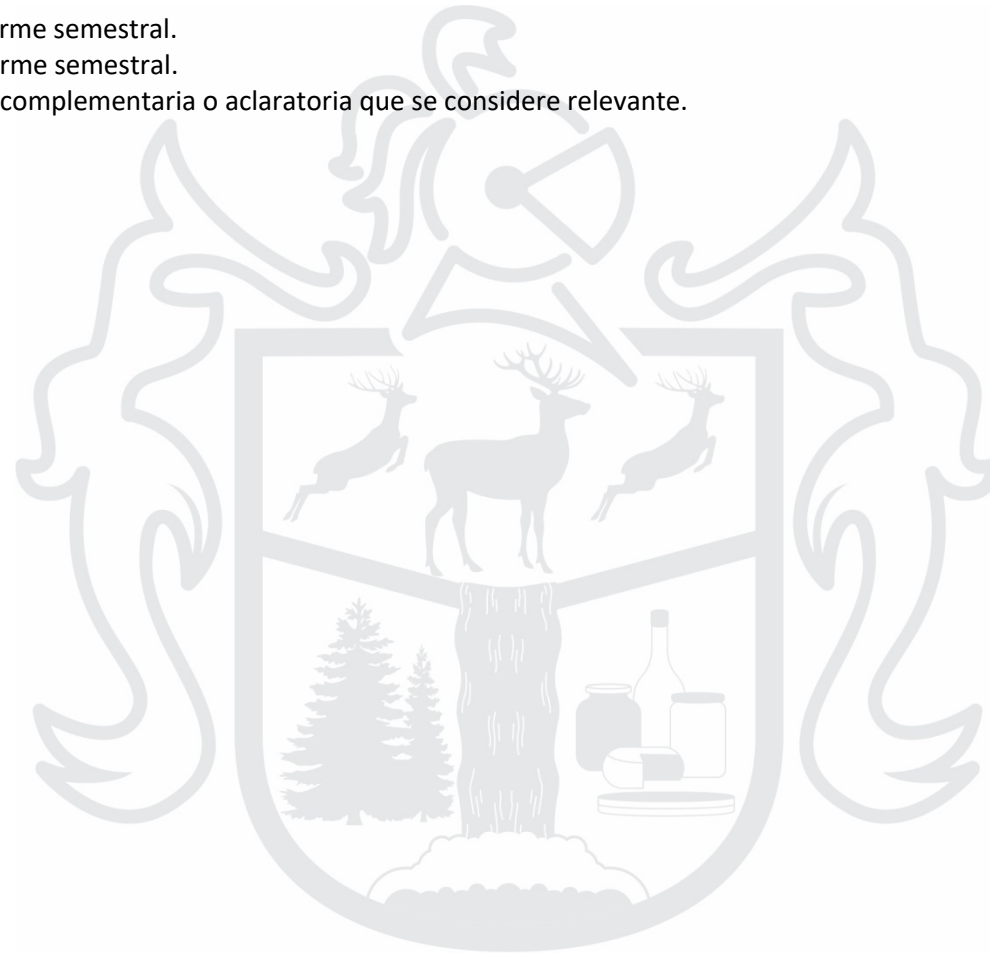 rme semestral.
rme semestral.
complementaria o aclaratoria que se considere relevante.